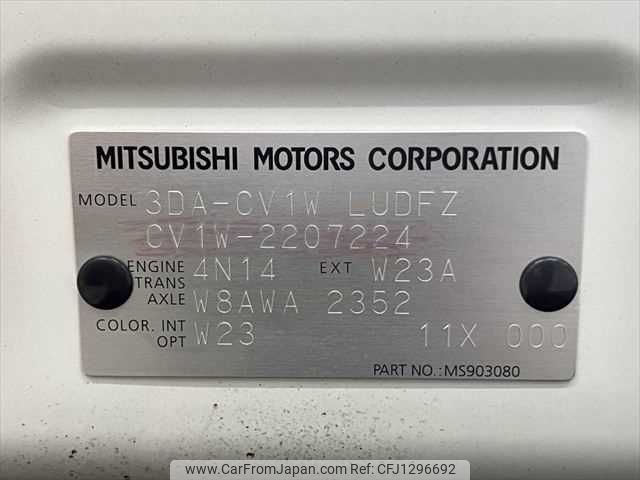 MITSUBISHI MOTORS CORPORATION
MODEL 3DA-CV1W LUDFZ
CV1W-2207224
ENGINE 4N14 EXT W23A
TRANS
AXLE W8AWA 2352
COLOR. INT W23 11X 000
OPT
PART NO.:MS903080
www.CarFromJapan.com CFJ1296692